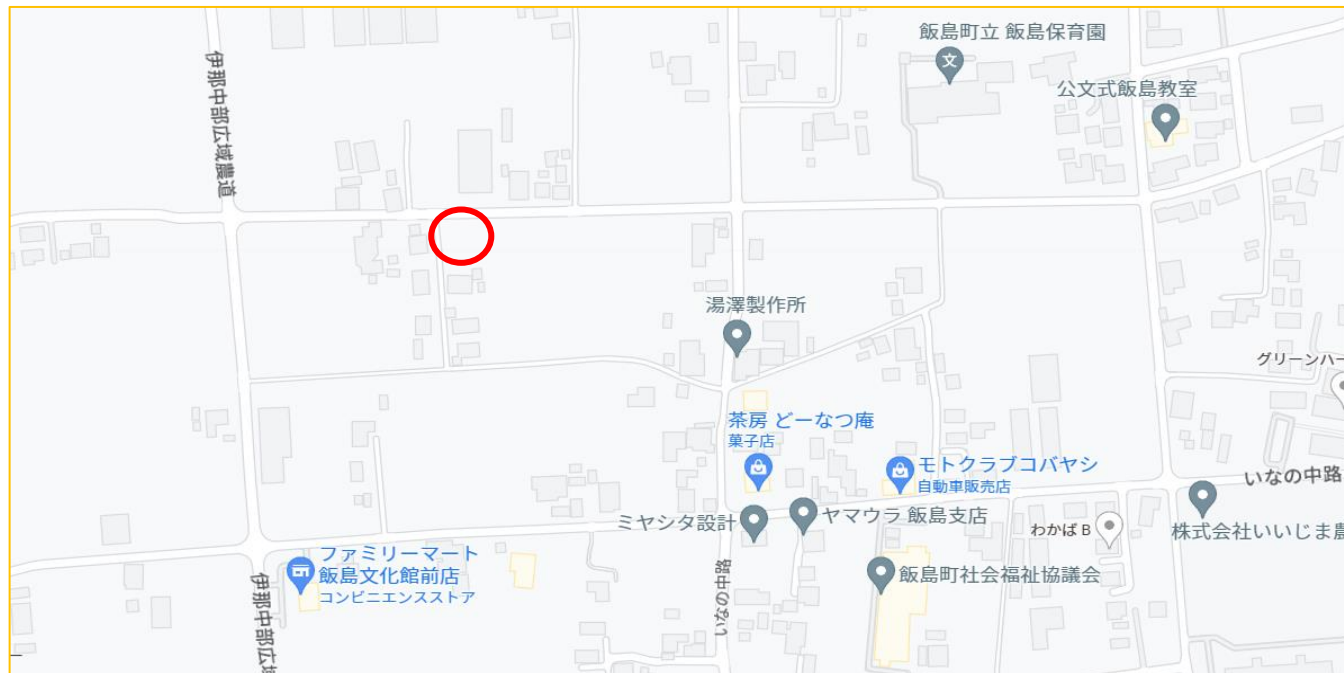 飯島町立 飯島保育園
文
公文式飯島教室
伊那中部広域農道
湯澤製作所
グリーンハー
茶房 どーなつ庵
菓子店
モトクラブコバヤシ
自動車販売店
いなの中路
ミヤシタ設計
ヤマウラ 飯島支店
わかば B
株式会社いいじま農
ファミリーマート
飯島文化館前店
コンビニエンスストア
飯島町社会福祉協議会
いなの中路
伊那中部広域